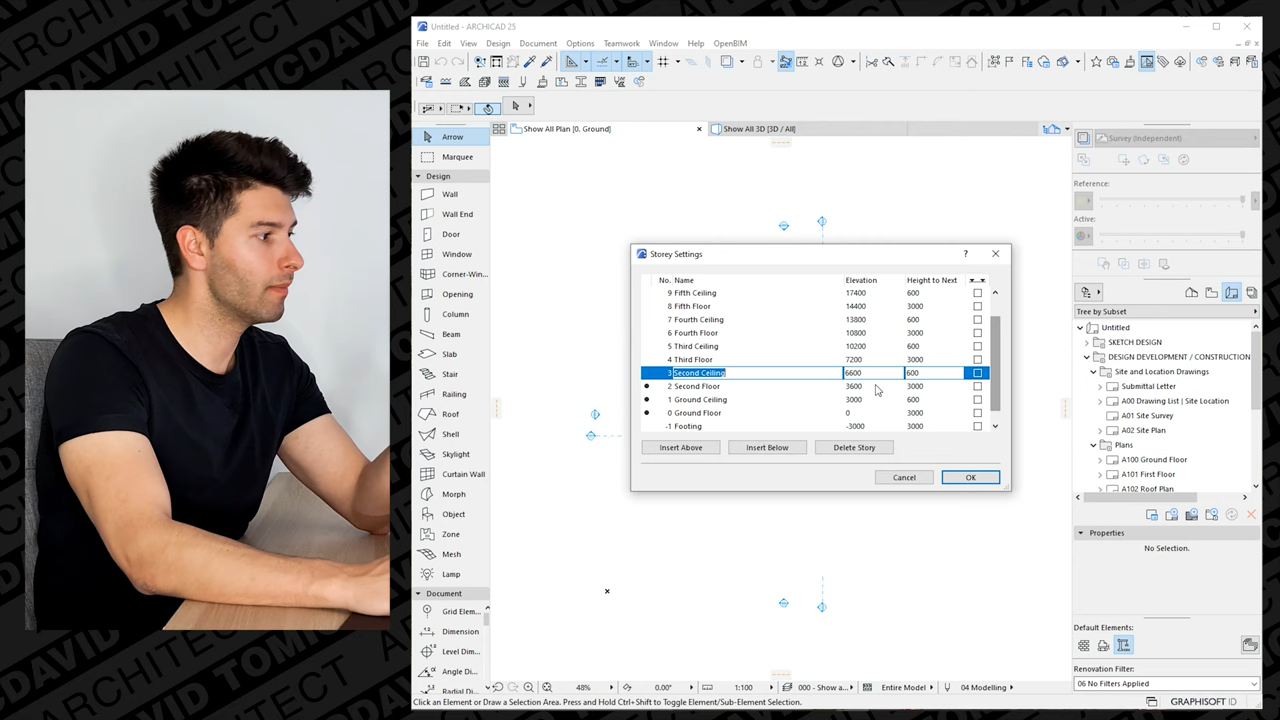 DAVID TOMIC
ARCHITECT
Untitled - ARCHICAD 25
File Edit View Design Document Options Teamwork Window Help OpenBIM
Show All Plan [0. Ground]
Show All 3D [3D / All]
Arrow
Marquee
Design
Wall
Wall End
Door
Window
Corner-Win...
Opening
Column
Beam
Slab
Stair
Railing
Roof
Shell
Skylight
Curtain Wall
Morph
Object
Zone
Mesh
Lamp
Document
Grid Elem...
Dimension
Level Dim...
Angle Di...
Radial Di...
Storey Settings
?
No. Name Elevation Height to Next
9 Fifth Ceiling 17400 600
8 Fifth Floor 14400 3000
7 Fourth Ceiling 13800 600
6 Fourth Floor 10800 3000
5 Third Ceiling 10200 600
4 Third Floor 7200 3000
3 Second Ceiling 6600 600
2 Second Floor 3600 3000
1 Ground Ceiling 3000 600
0 Ground Floor 0 3000
-1 Footing -3000 3000
Insert Above Insert Below Delete Story
Cancel OK
Survey (Independent)
Reference:
Active:
Tree by Subset
Untitled
SKETCH DESIGN
DESIGN DEVELOPMENT / CONSTRUCTION
Site and Location Drawings
Submittal Letter
A00 Drawing List | Site Location
A01 Site Survey
A02 Site Plan
Plans
A100 Ground Floor
A101 First Floor
A102 Roof Plan
Properties
No Selection.
Default Elements:
Renovation Filter:
06 No Filters Applied
48% 0.00° 1:100 000 - Show a... Entire Model 04 Modelling
Click an Element or Draw a Selection Area. Press and Hold Ctrl+Shift to Toggle Element/Sub-Element Selection.
GRAPHISOFT ID